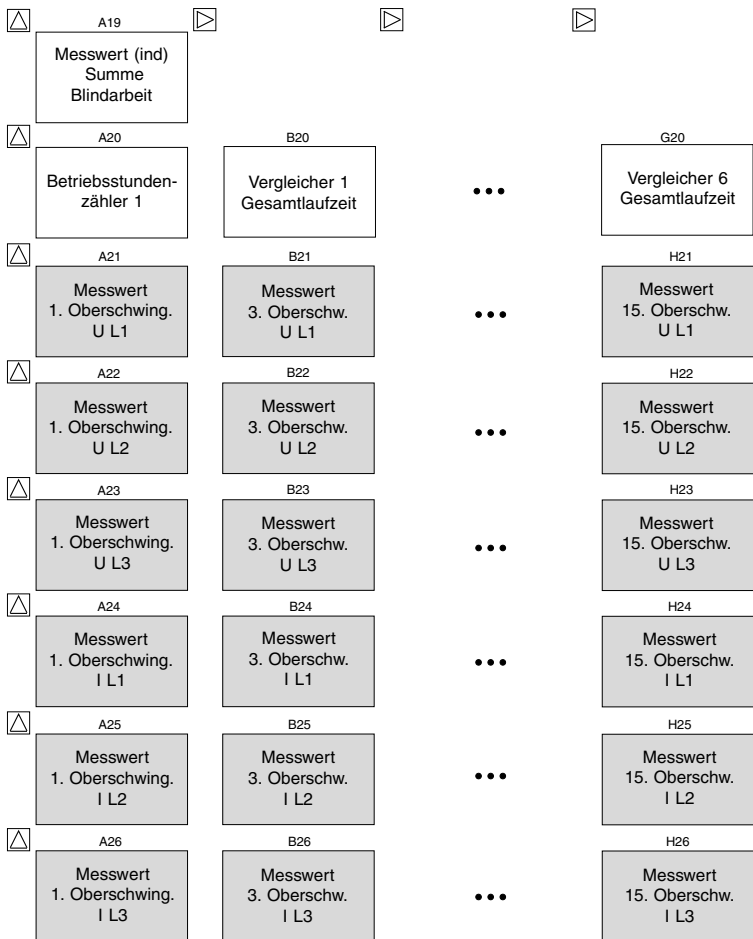 A19
Messwert (ind)
Summe
Blindarbeit
A20
B20
G20
Betriebsstunden-
zähler 1
Vergleicher 1
Gesamtlaufzeit
•••
Vergleicher 6
Gesamtlaufzeit
A21
B21
H21
Messwert
1. Oberschwing.
U L1
Messwert
3. Oberschw.
U L1
•••
Messwert
15. Oberschw.
U L1
A22
B22
H22
Messwert
1. Oberschwing.
U L2
Messwert
3. Oberschw.
U L2
•••
Messwert
15. Oberschw.
U L2
A23
B23
H23
Messwert
1. Oberschwing.
U L3
Messwert
3. Oberschw.
U L3
•••
Messwert
15. Oberschw.
U L3
A24
B24
H24
Messwert
1. Oberschwing.
I L1
Messwert
3. Oberschw.
I L1
•••
Messwert
15. Oberschw.
I L1
A25
B25
H25
Messwert
1. Oberschwing.
I L2
Messwert
3. Oberschw.
I L2
•••
Messwert
15. Oberschw.
I L2
A26
B26
H26
Messwert
1. Oberschwing.
I L3
Messwert
3. Oberschw.
I L3
•••
Messwert
15. Oberschw.
I L3